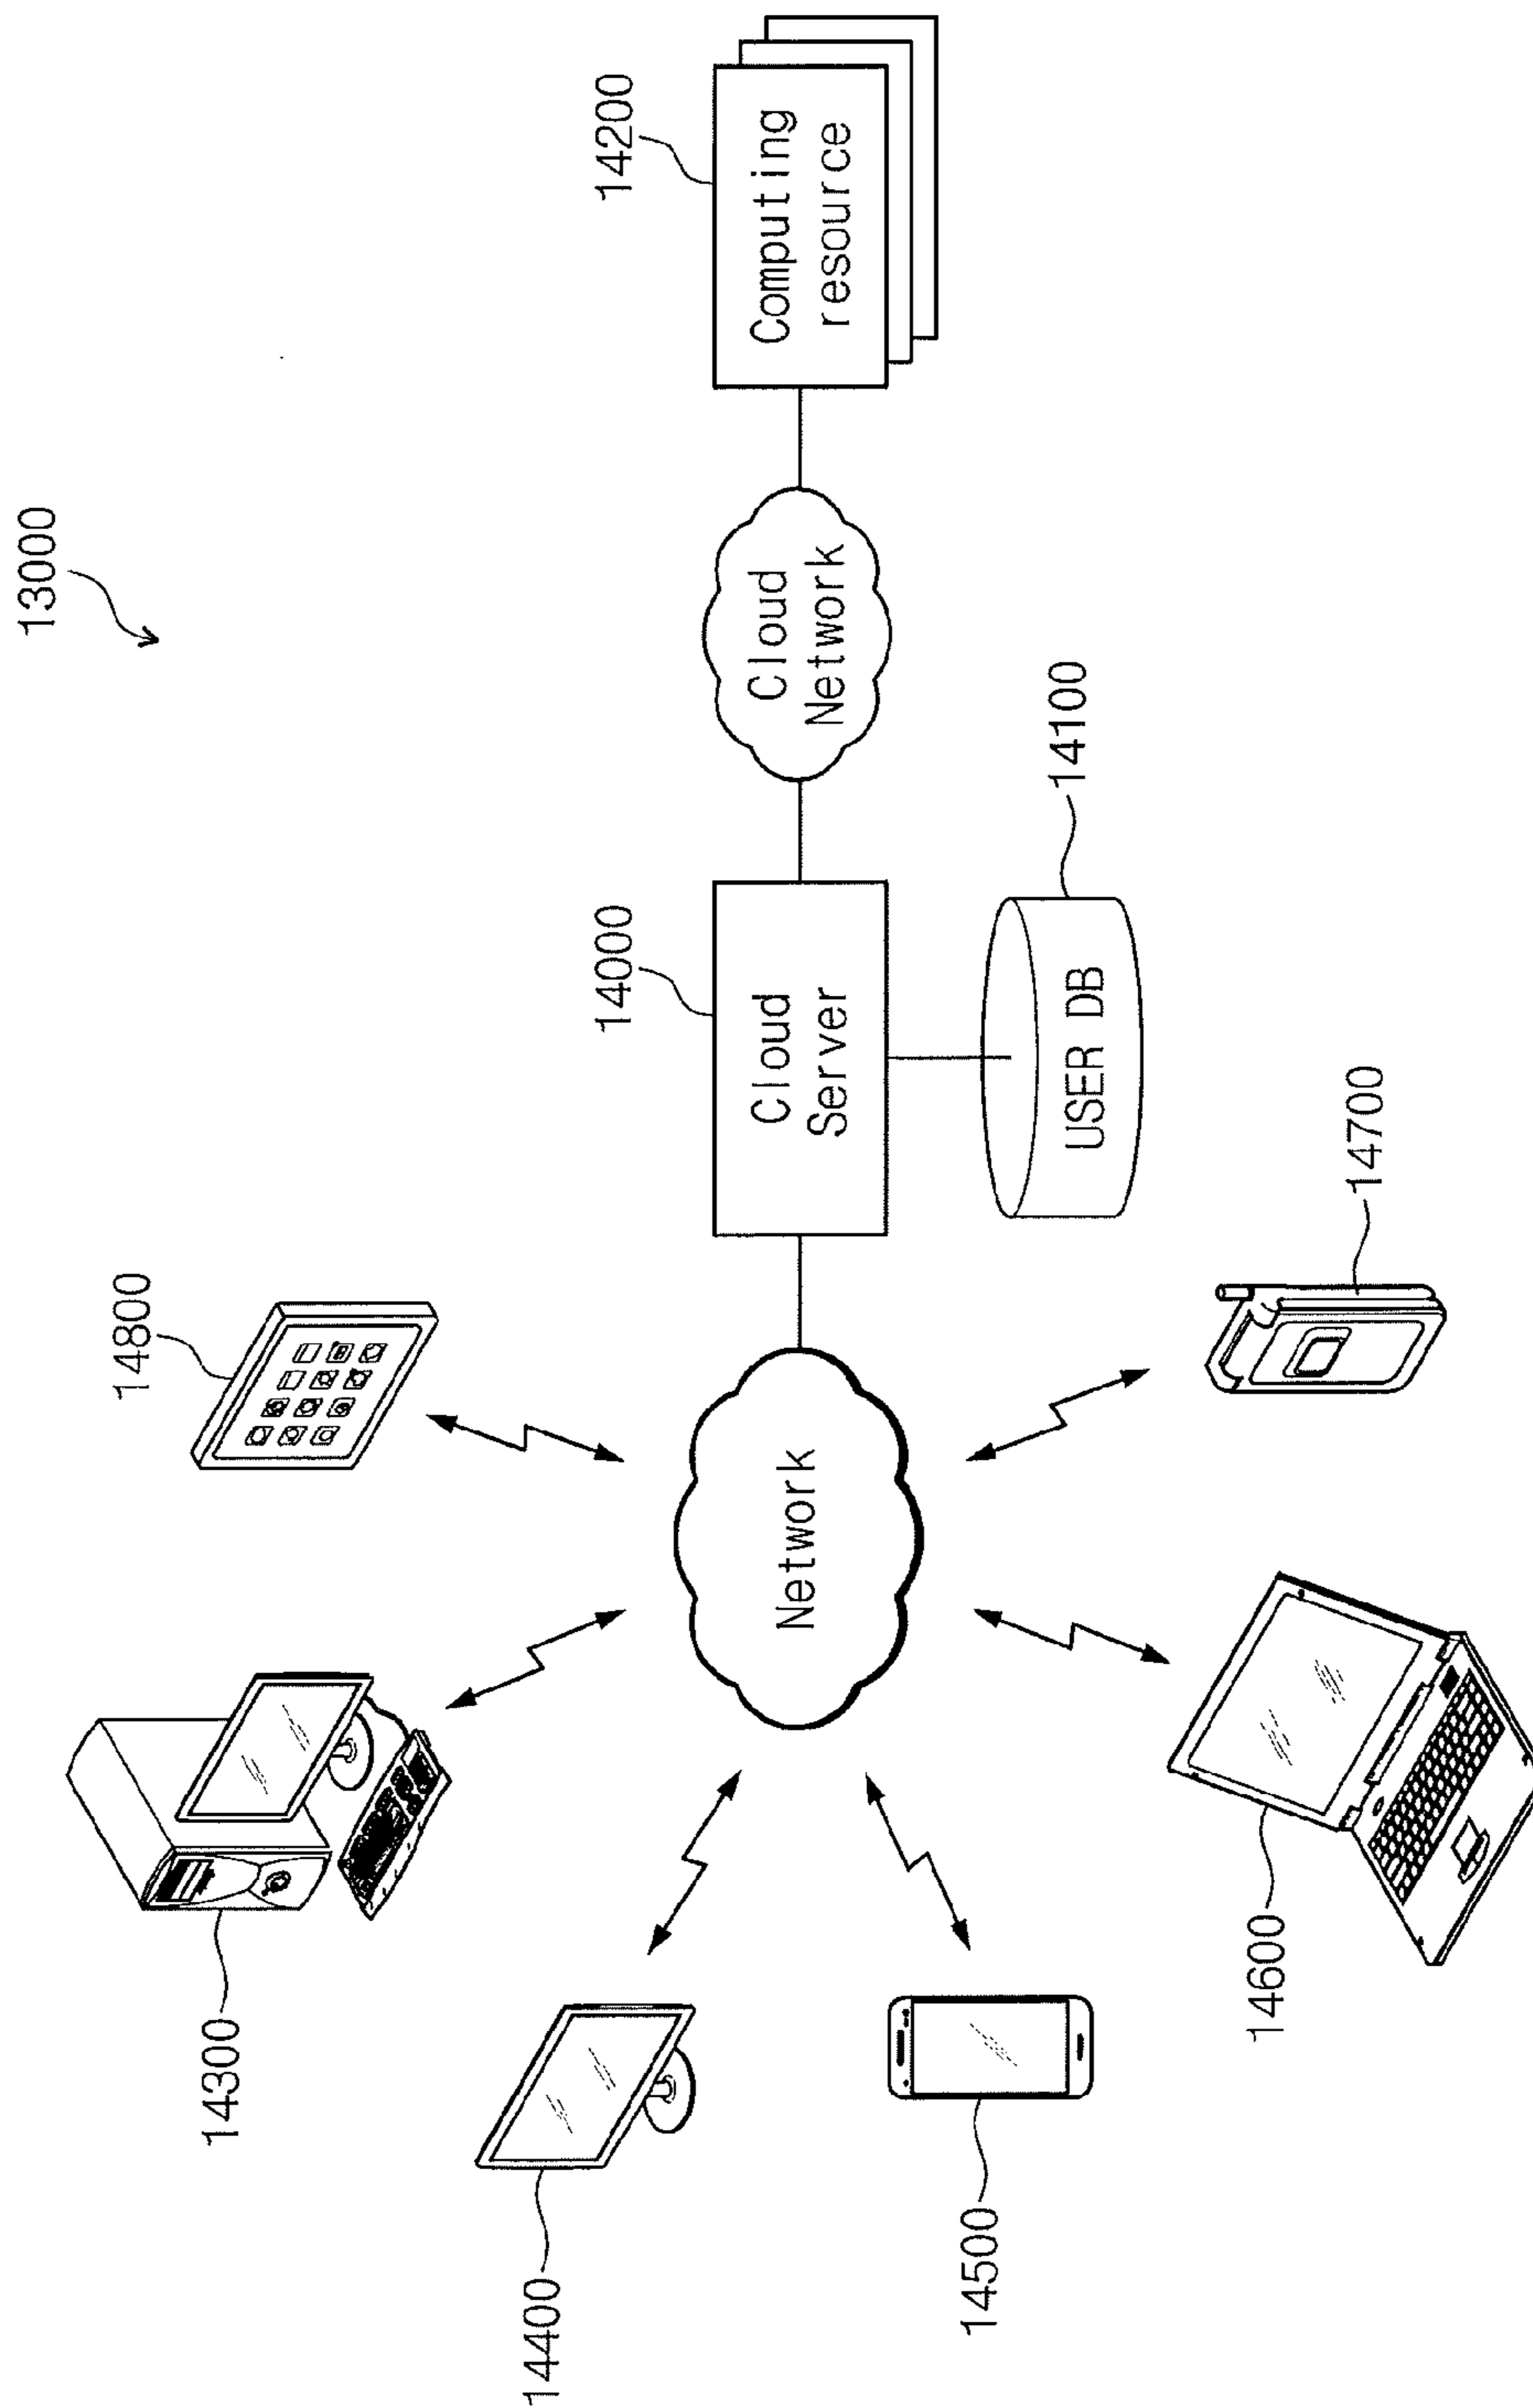 13000
14300
14800
14400
14000
14200
Network
Cloud
Server
Cloud
Network
Computing
resource
14500
USER DB
14100
14600
14700